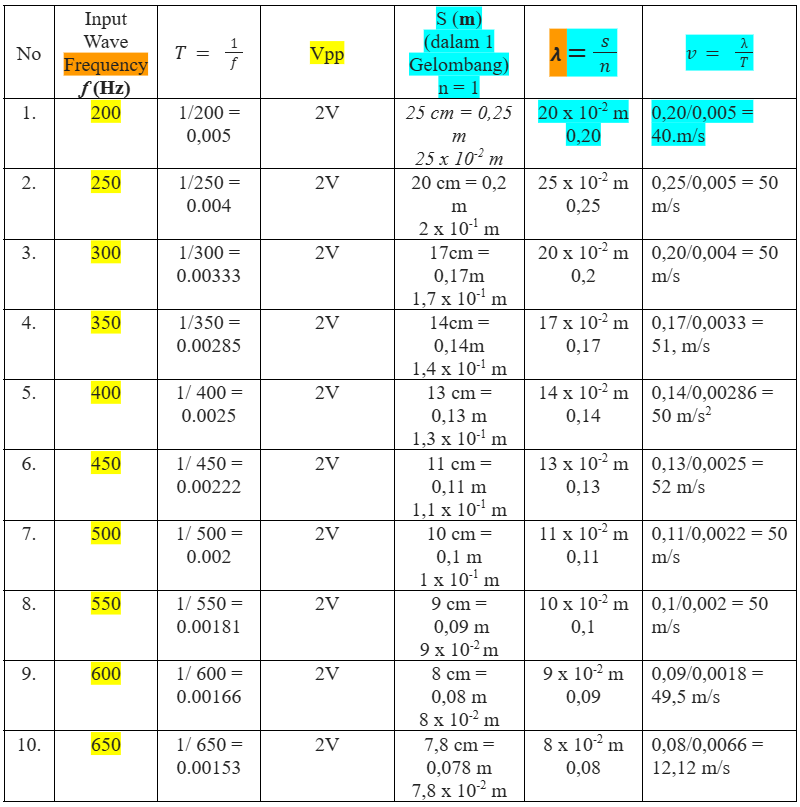 No
Input
Wave
Frequency
f (Hz)
T = 1/f
Vpp
S (m)
(dalam 1
Gelombang)
n = 1
λ = s/n
v = λ/T
1.
200
1/200 =
0,005
2V
25 cm = 0,25
m
25 x 10⁻² m
20 x 10⁻² m
0,20
0,20/0,005 =
40.m/s
2.
250
1/250 =
0.004
2V
20 cm = 0,2
m
2 x 10⁻¹ m
25 x 10⁻² m
0,25
0,25/0,005 = 50
m/s
3.
300
1/300 =
0.00333
2V
17cm =
0,17m
1,7 x 10⁻¹ m
20 x 10⁻² m
0,2
0,20/0,004 = 50
m/s
4.
350
1/350 =
0.00285
2V
14cm =
0,14m
1,4 x 10⁻¹ m
17 x 10⁻² m
0,17
0,17/0,0033 =
51, m/s
5.
400
1/ 400 =
0.0025
2V
13 cm =
0,13 m
1,3 x 10⁻¹ m
14 x 10⁻² m
0,14
0,14/0,00286 =
50 m/s²
6.
450
1/ 450 =
0.00222
2V
11 cm =
0,11 m
1,1 x 10⁻¹ m
13 x 10⁻² m
0,13
0,13/0,0025 =
52 m/s
7.
500
1/ 500 =
0.002
2V
10 cm =
0,1 m
1 x 10⁻¹ m
11 x 10⁻² m
0,11
0,11/0,0022 = 50
m/s
8.
550
1/ 550 =
0.00181
2V
9 cm =
0,09 m
9 x 10⁻² m
10 x 10⁻² m
0,1
0,1/0,002 = 50
m/s
9.
600
1/ 600 =
0.00166
2V
8 cm =
0,08 m
8 x 10⁻² m
9 x 10⁻² m
0,09
0,09/0,0018 =
49,5 m/s
10.
650
1/ 650 =
0.00153
2V
7,8 cm =
0,078 m
7,8 x 10⁻² m
8 x 10⁻² m
0,08
0,08/0,0066 =
12,12 m/s